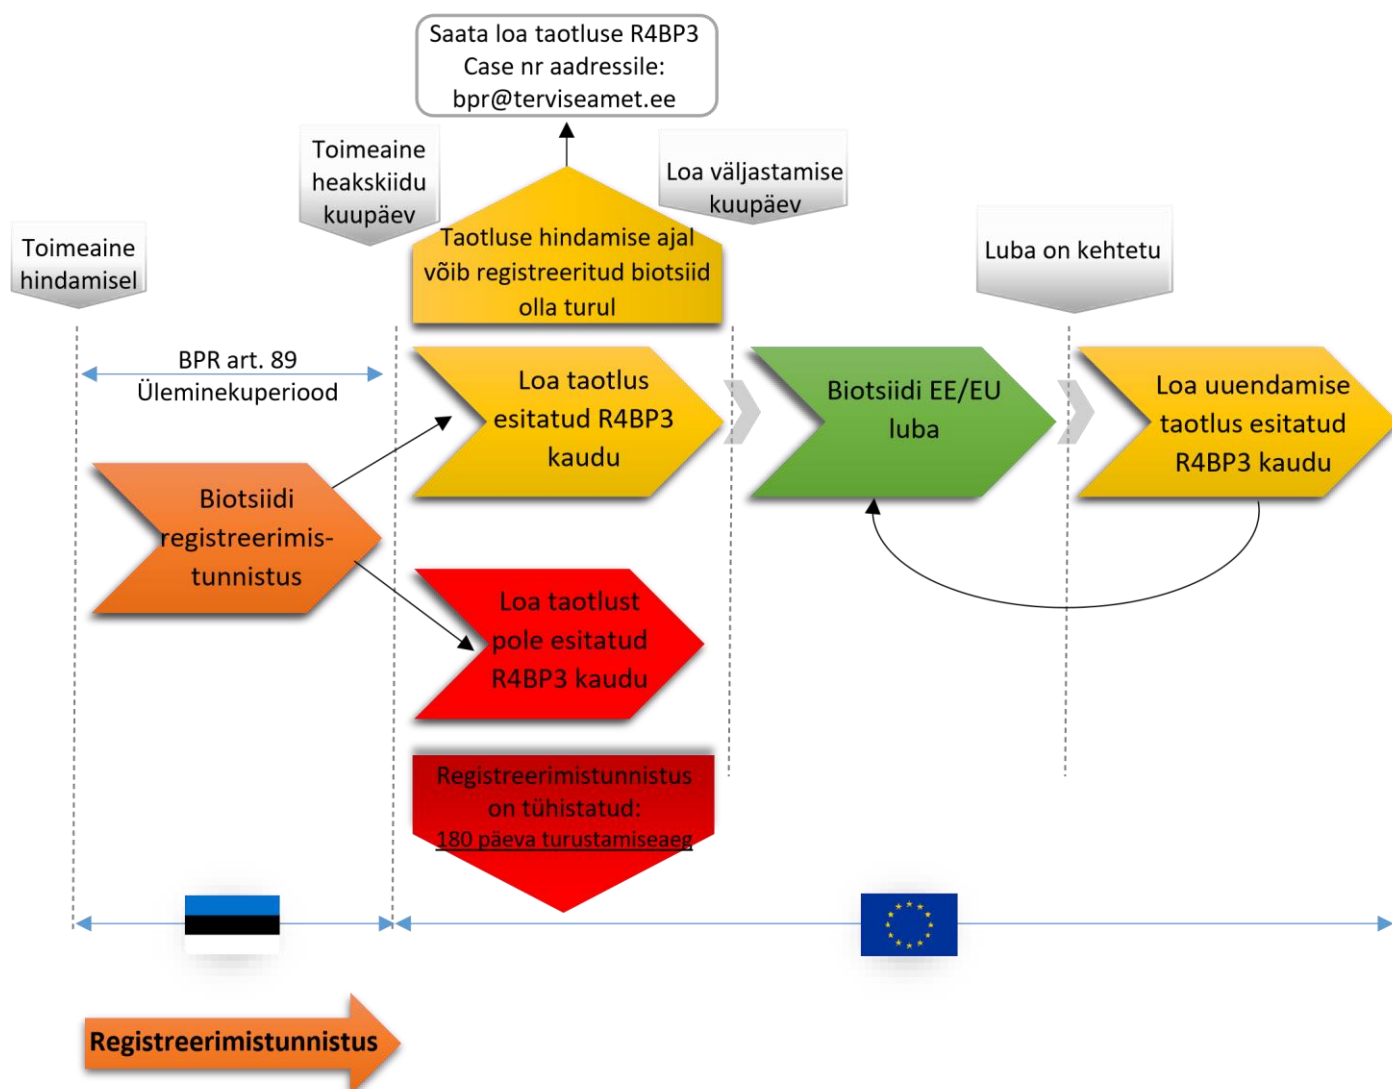 Saata loa taotluse R4BP3
Case nr aadressile:
bpr@terviseamet.ee
Toimeaine
heakskiidu
kuupäev
Loa väljastamise
kuupäev
Toimeaine
hindamisel
Taotluse hindamise ajal
võib registreeritud biotsiid
olla turul
Luba on kehtetu
BPR art. 89
Üleminekuperiood
Loa taotlus
esitatud R4BP3
kaudu
Biotsiidi EE/EU
luba
Loa uuendamise
taotlus esitatud
R4BP3 kaudu
Biotsiidi
registreerimis-
tunnistus
Loa taotlust
pole esitatud
R4BP3 kaudu
Registreerimistunnistus
on tühistatud:
180 päeva turustamiseaeg
Registreerimistunnistus